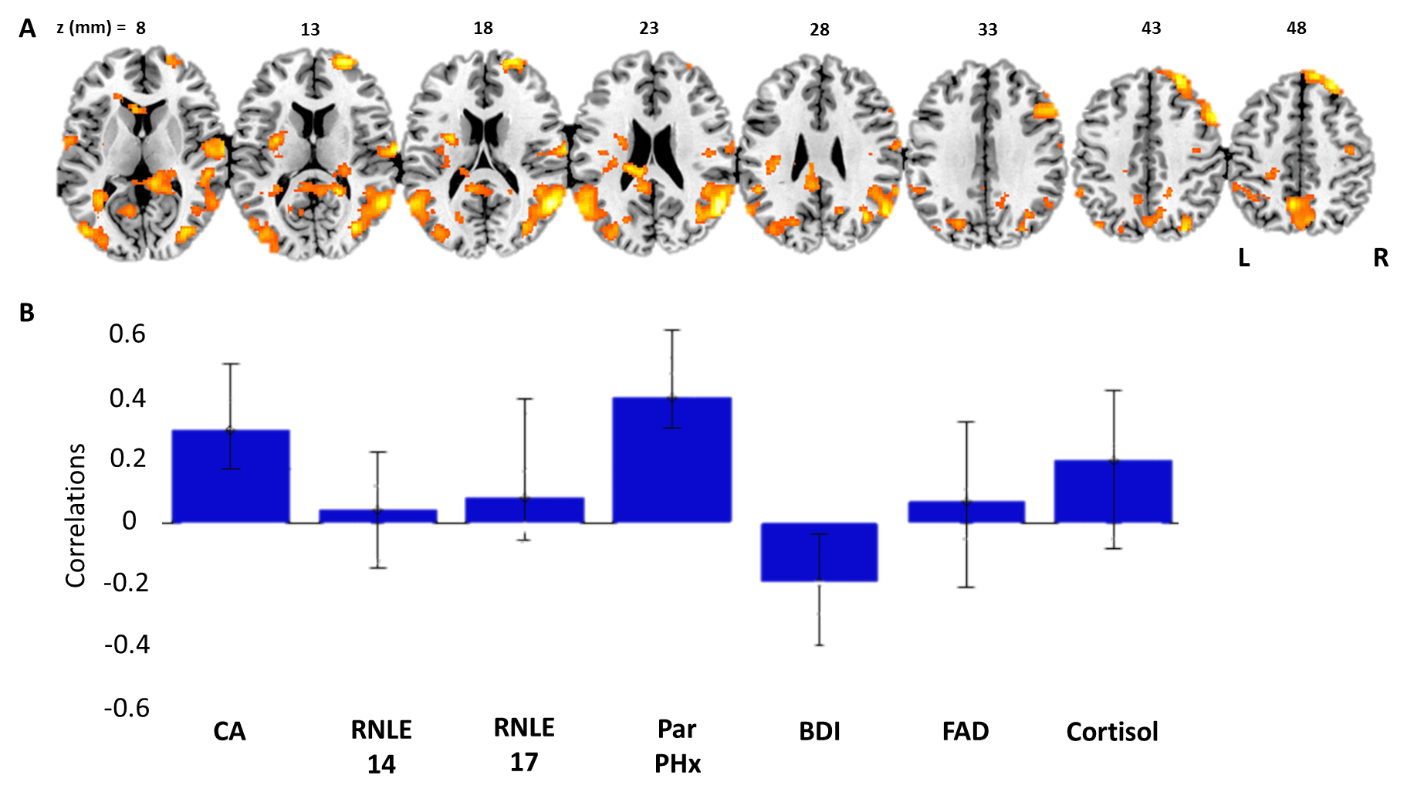 A z (mm) = 8 13 18 23 28 33 43 48
L R
B
0.6
0.4
0.2
0
-0.2
-0.4
-0.6
Correlations
CA RNLE RNLE Par BDI FAD Cortisol
14 17 PHx